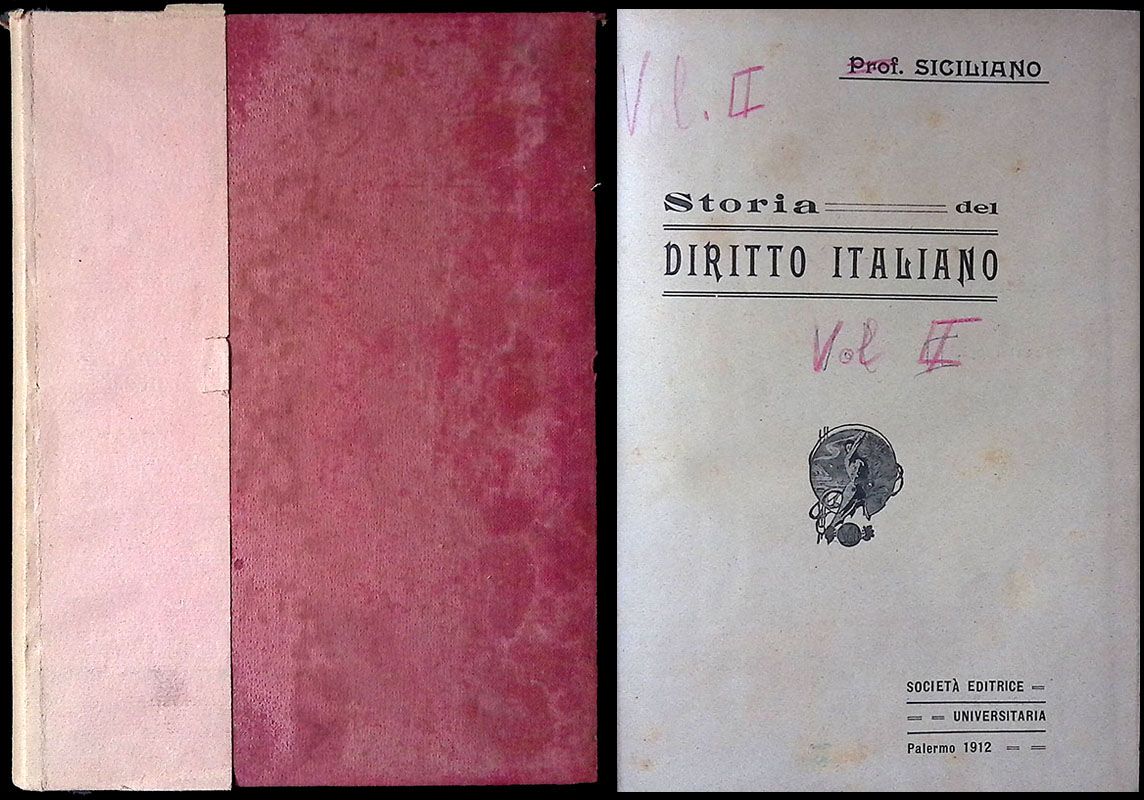 Prof. SICILIANO
Vol. II
Storia del
DIRITTO ITALIANO
Vol II
SOCIETÀ EDITRICE
UNIVERSITARIA
Palermo 1912